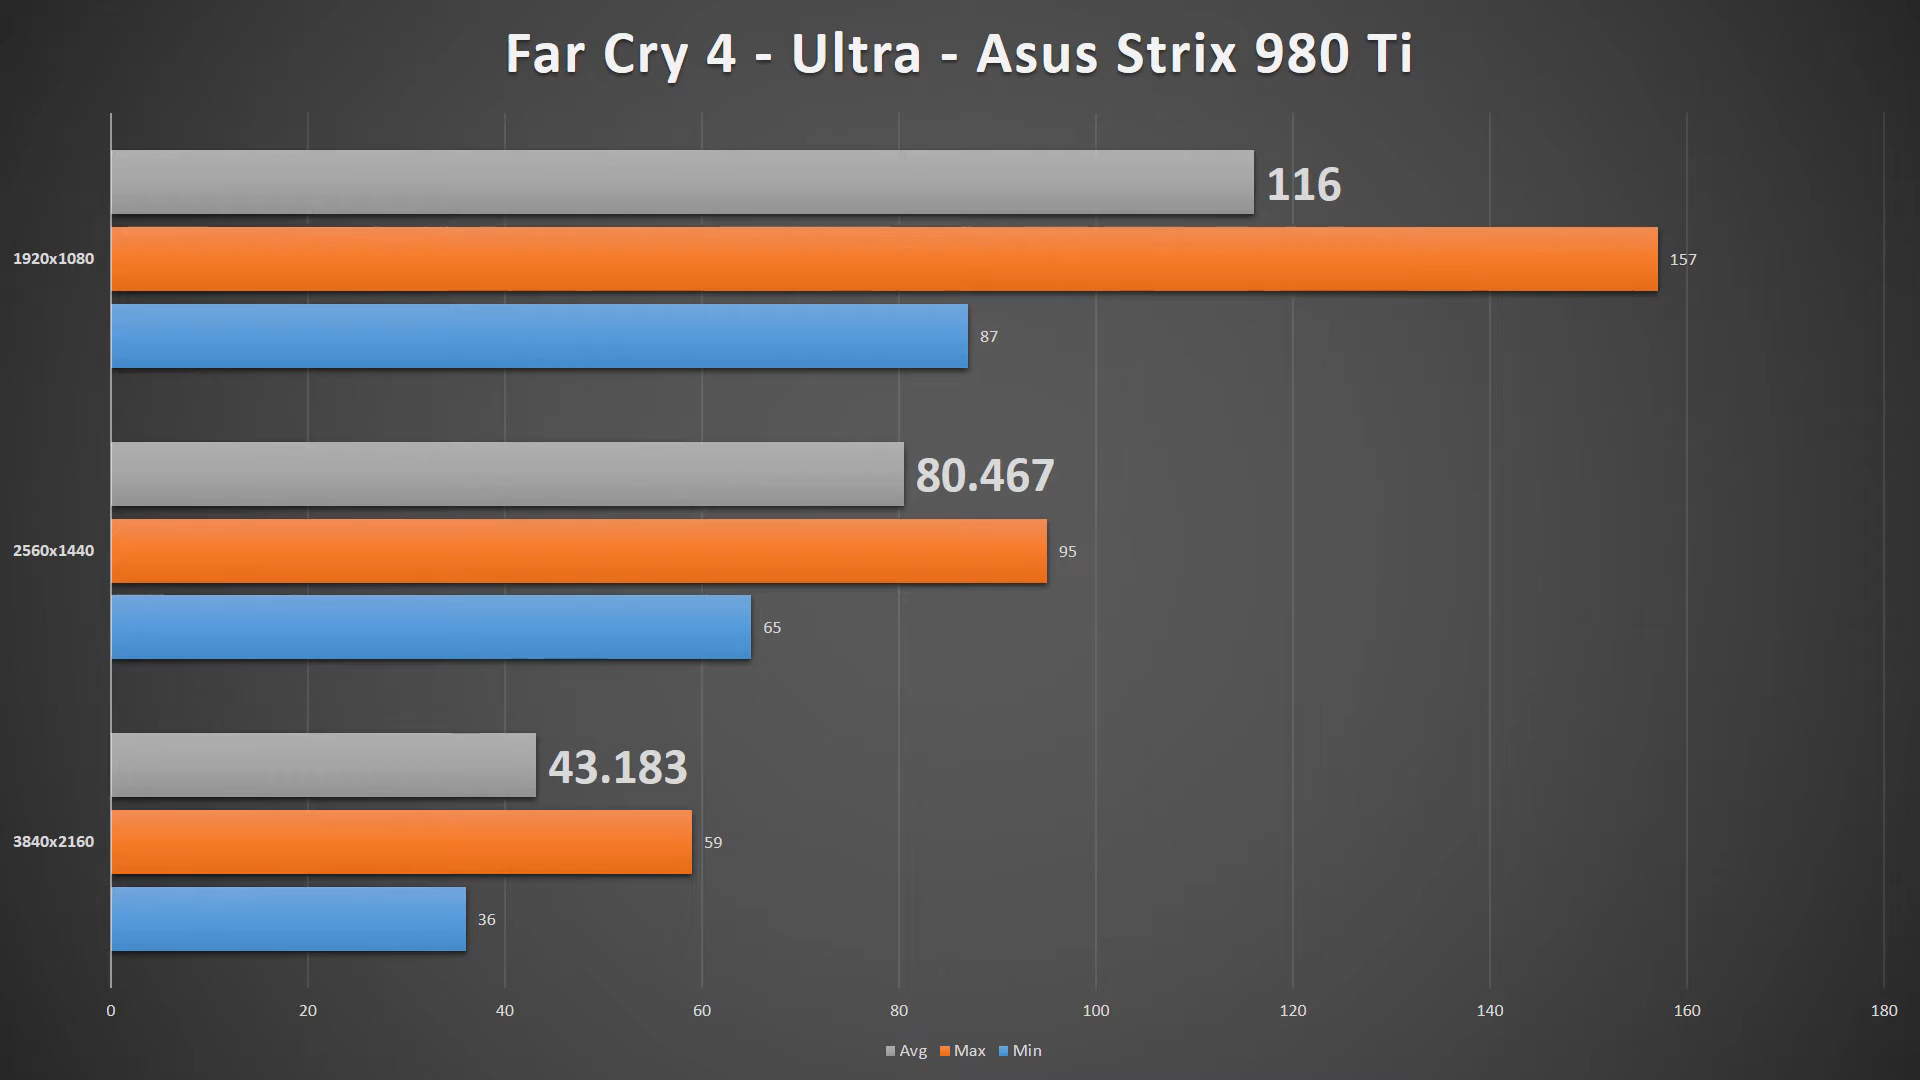 Far Cry 4 - Ultra - Asus Strix 980 Ti
116
1920x1080
157
87
80.467
2560x1440
95
65
43.183
3840x2160
59
36
0 20 40 60 80 100 120 140 160 180
Avg Max Min